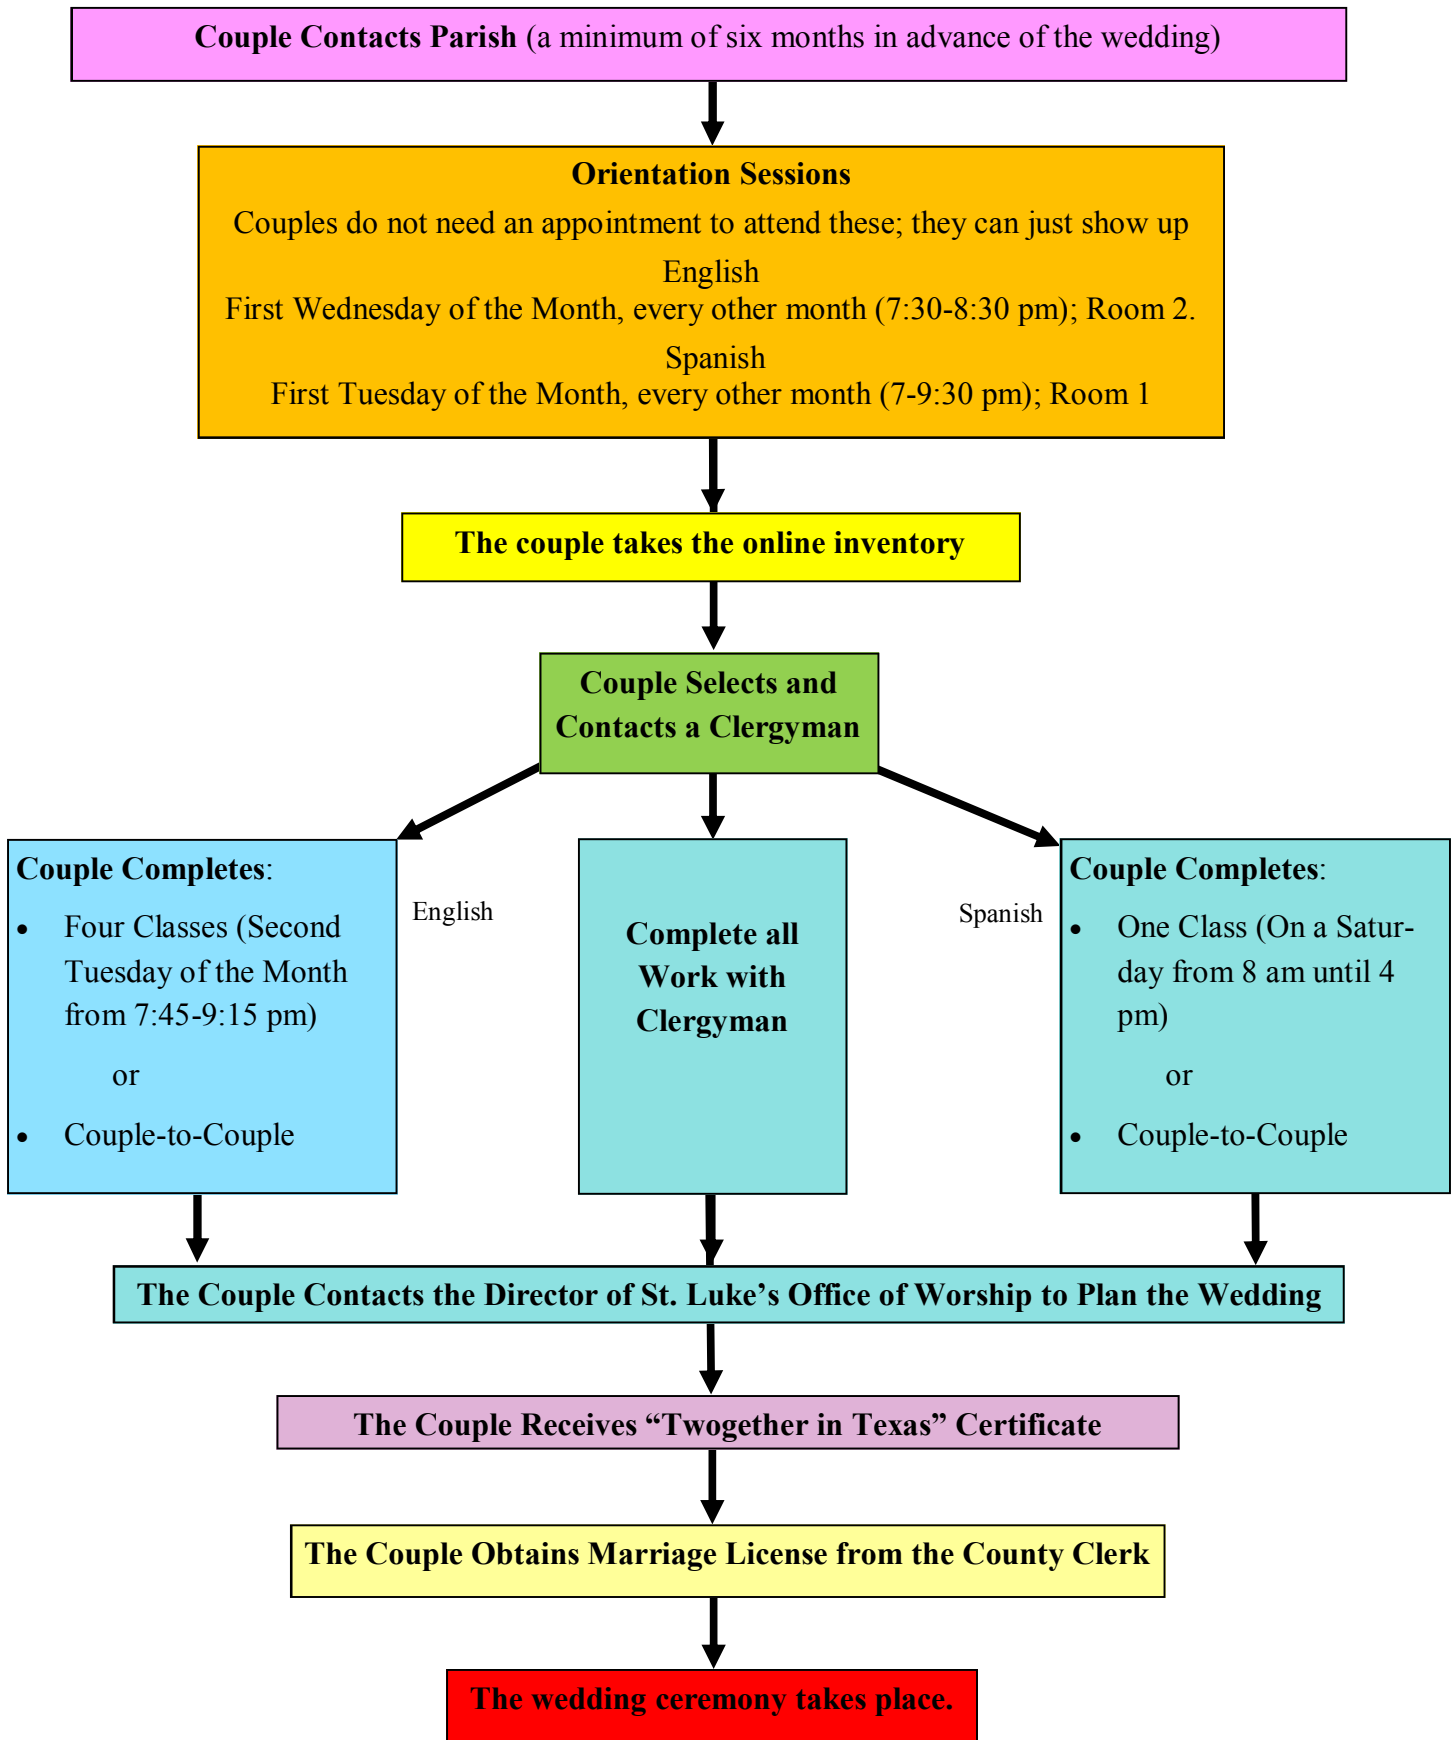 Couple Contacts Parish (a minimum of six months in advance of the wedding)
Orientation Sessions
Couples do not need an appointment to attend these; they can just show up
English
First Wednesday of the Month, every other month (7:30-8:30 pm); Room 2.
Spanish
First Tuesday of the Month, every other month (7-9:30 pm); Room 1
The couple takes the online inventory
Couple Selects and
Contacts a Clergyman
Couple Completes:
• Four Classes (Second
Tuesday of the Month
from 7:45-9:15 pm)
or
• Couple-to-Couple
English
Complete all
Work with
Clergyman
Spanish
Couple Completes:
• One Class (On a Satur-
day from 8 am until 4
pm)
or
• Couple-to-Couple
The Couple Contacts the Director of St. Luke’s Office of Worship to Plan the Wedding
The Couple Receives “Twogether in Texas” Certificate
The Couple Obtains Marriage License from the County Clerk
The wedding ceremony takes place.